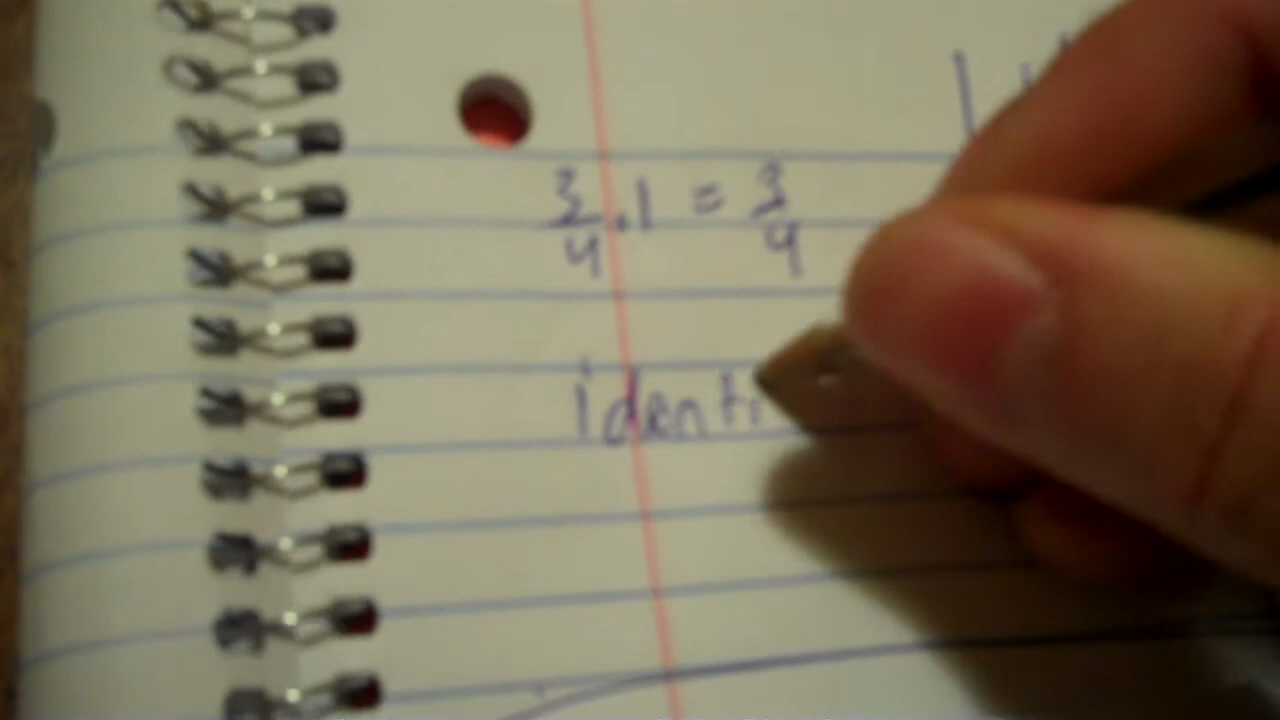 3/4 . 1 = 3/4
identi